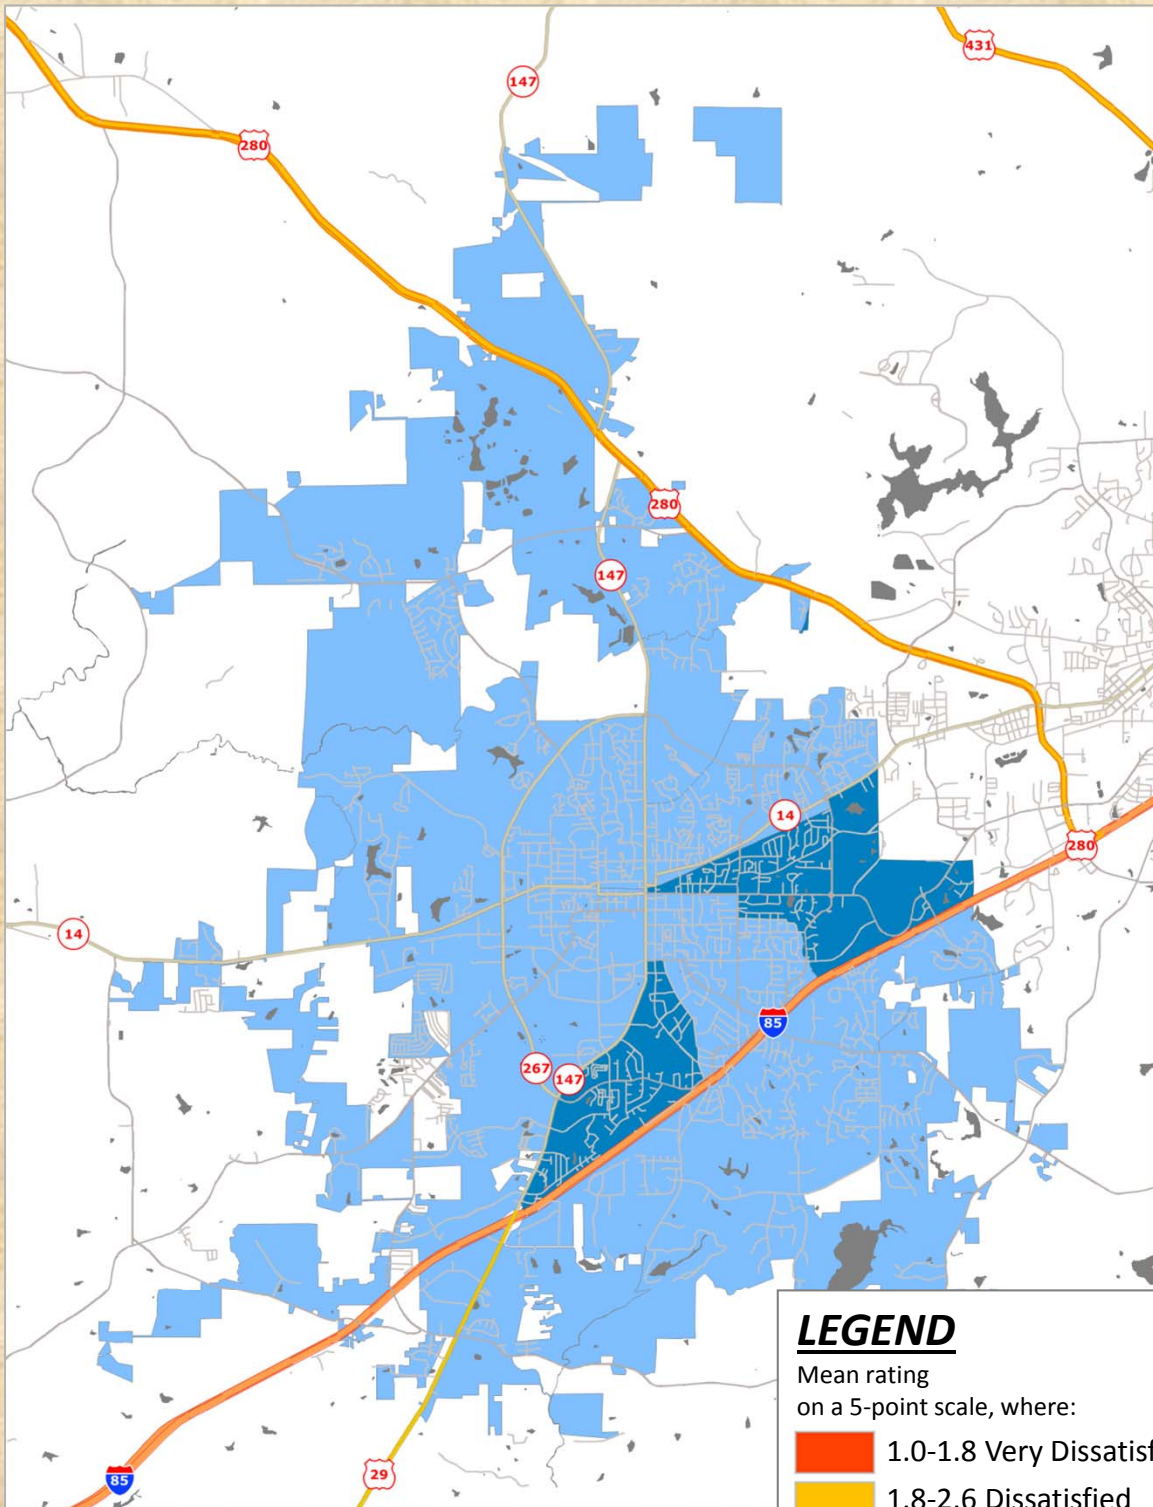 431
147
280
280
147
14
280
14
85
267
147
LEGEND
Mean rating
on a 5-point scale, where:
1.0-1.8 Very Dissatisf
1.8-2.6 Dissatisfied
29
85